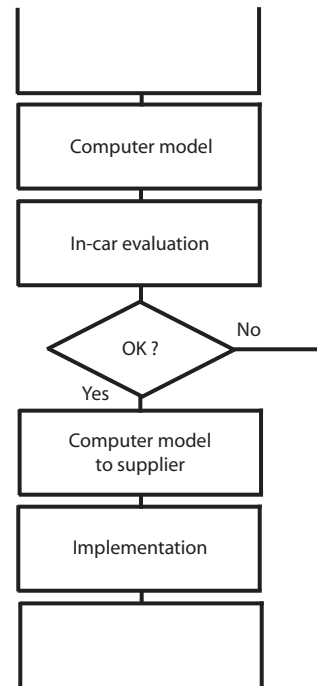 Computer model
In-car evaluation
OK ?
No
Yes
Computer model
to supplier
Implementation